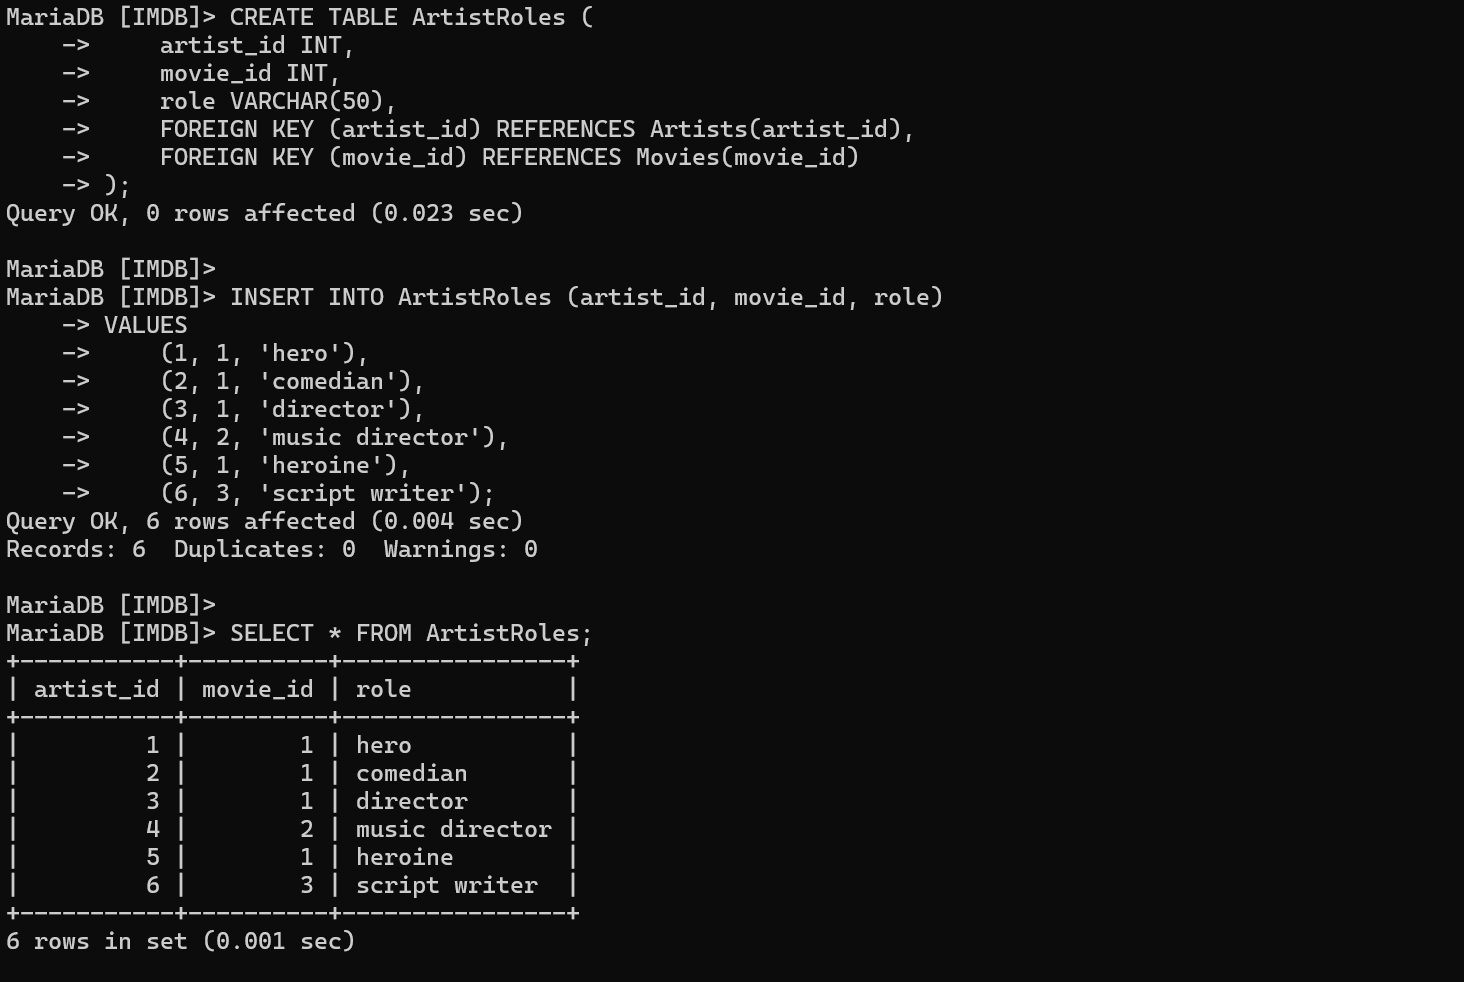 MariaDB [IMDB]> CREATE TABLE ArtistRoles (
    ->     artist_id INT,
    ->     movie_id INT,
    ->     role VARCHAR(50),
    ->     FOREIGN KEY (artist_id) REFERENCES Artists(artist_id),
    ->     FOREIGN KEY (movie_id) REFERENCES Movies(movie_id)
    -> );
Query OK, 0 rows affected (0.023 sec)

MariaDB [IMDB]>
MariaDB [IMDB]> INSERT INTO ArtistRoles (artist_id, movie_id, role)
    -> VALUES
    ->     (1, 1, 'hero'),
    ->     (2, 1, 'comedian'),
    ->     (3, 1, 'director'),
    ->     (4, 2, 'music director'),
    ->     (5, 1, 'heroine'),
    ->     (6, 3, 'script writer');
Query OK, 6 rows affected (0.004 sec)
Records: 6  Duplicates: 0  Warnings: 0

MariaDB [IMDB]>
MariaDB [IMDB]> SELECT * FROM ArtistRoles;
+-----------+----------+----------------+
| artist_id | movie_id | role           |
+-----------+----------+----------------+
|         1 |        1 | hero           |
|         2 |        1 | comedian       |
|         3 |        1 | director       |
|         4 |        2 | music director |
|         5 |        1 | heroine        |
|         6 |        3 | script writer  |
+-----------+----------+----------------+
6 rows in set (0.001 sec)